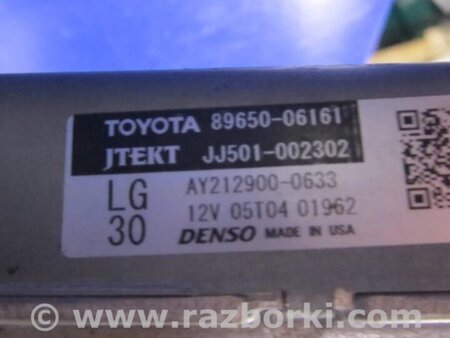 TOYOTA 89650-06161
JTEKT JJ501-002302
LG AY212900-0633
30 12V 05T04 01962
DENSO MADE IN USA
© www.razborki.com